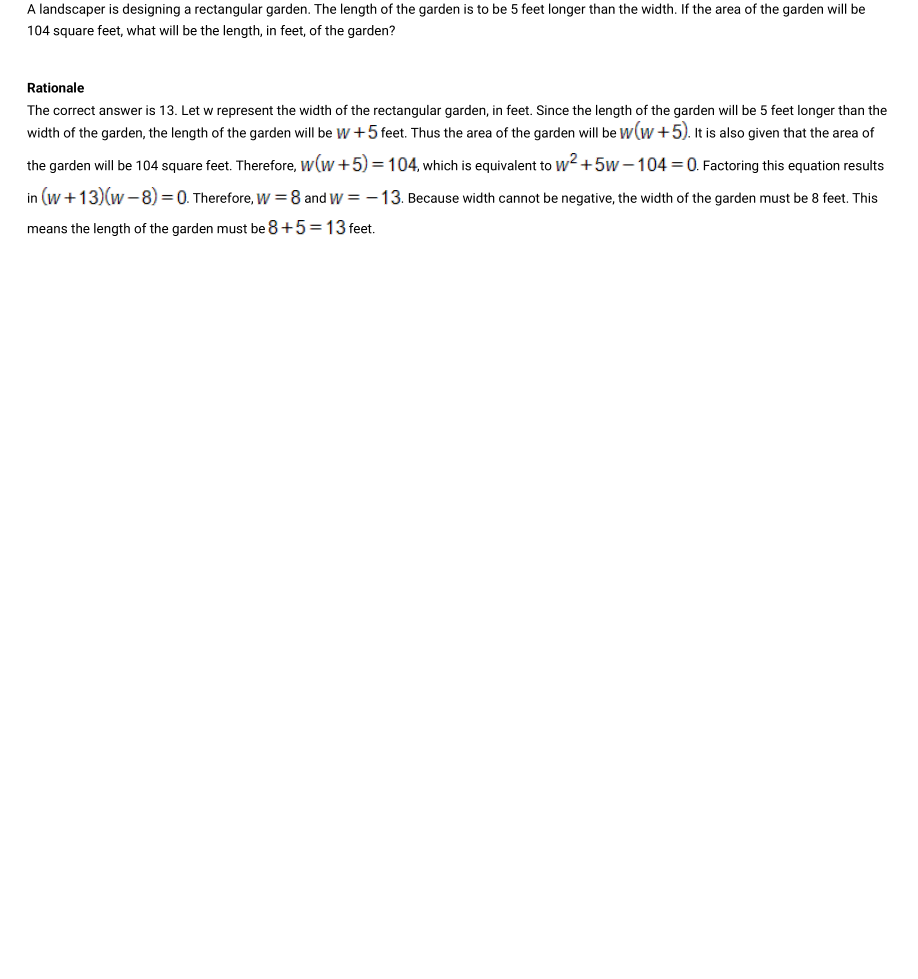 A landscaper is designing a rectangular garden. The length of the garden is to be 5 feet longer than the width. If the area of the garden will be
104 square feet, what will be the length, in feet, of the garden?
Rationale
The correct answer is 13. Let w represent the width of the rectangular garden, in feet. Since the length of the garden will be 5 feet longer than the
width of the garden, the length of the garden will be w + 5 feet. Thus the area of the garden will be w(w + 5). It is also given that the area of
the garden will be 104 square feet. Therefore, w(w + 5) = 104, which is equivalent to w² + 5w − 104 = 0. Factoring this equation results
in (w + 13)(w − 8) = 0. Therefore, w = 8 and w = − 13. Because width cannot be negative, the width of the garden must be 8 feet. This
means the length of the garden must be 8 + 5 = 13 feet.